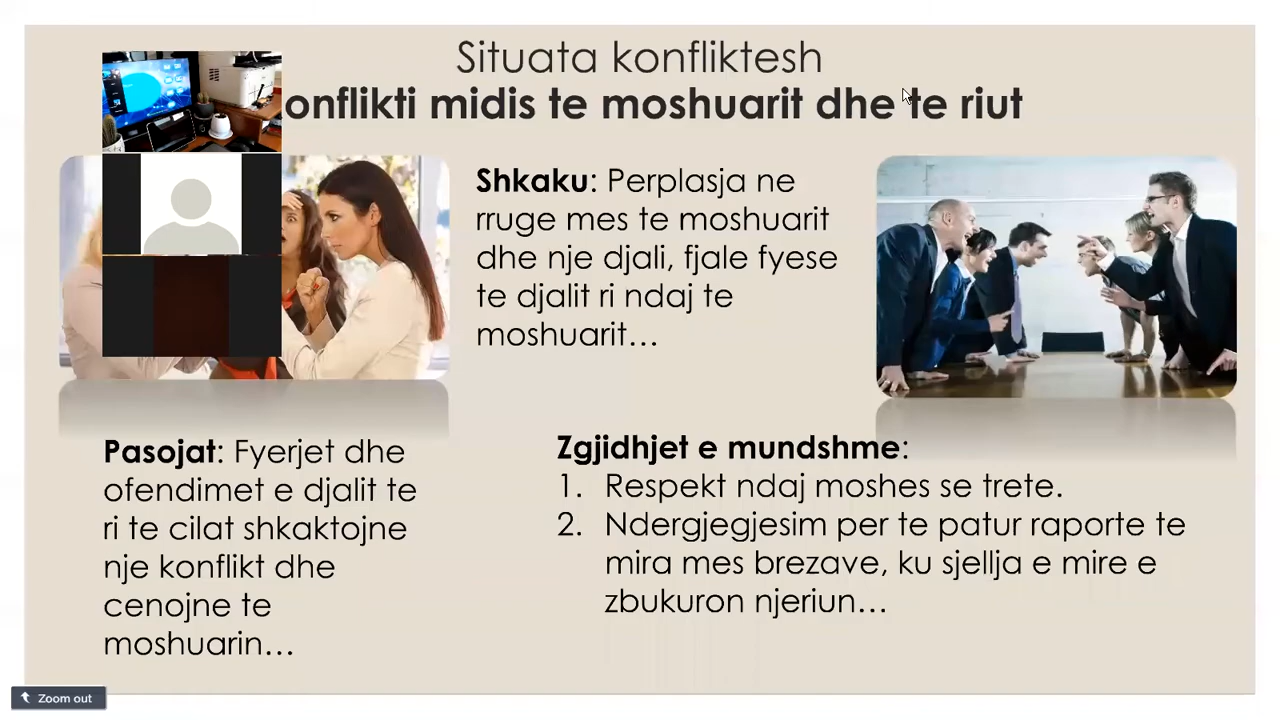 Situata konfliktesh
onflikti midis te moshuarit dhe te riut
Shkaku: Perplasja ne
rruge mes te moshuarit
dhe nje djali, fjale fyese
te djalit ri ndaj te
moshuarit…
Pasojat: Fyerjet dhe
ofendimet e djalit te
ri te cilat shkaktojne
nje konflikt dhe
cenojne te
moshuarin…
Zgjidhjet e mundshme:
1. Respekt ndaj moshes se trete.
2. Ndergjegjesim per te patur raporte te
mira mes brezave, ku sjellja e mire e
zbukuron njeriun…
Zoom out